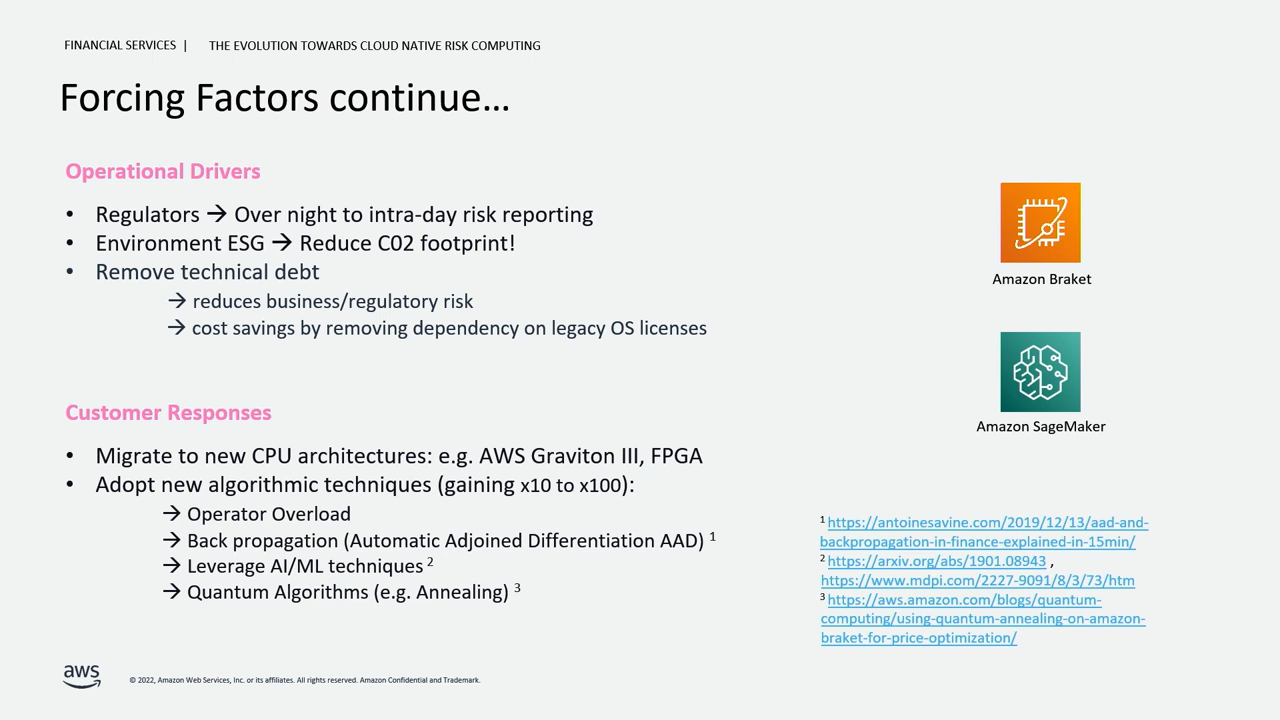 FINANCIAL SERVICES | THE EVOLUTION TOWARDS CLOUD NATIVE RISK COMPUTING
Forcing Factors continue...
Operational Drivers
• Regulators → Over night to intra-day risk reporting
• Environment ESG → Reduce C02 footprint!
• Remove technical debt
→ reduces business/regulatory risk
→ cost savings by removing dependency on legacy OS licenses
Customer Responses
• Migrate to new CPU architectures: e.g. AWS Graviton III, FPGA
• Adopt new algorithmic techniques (gaining x10 to x100):
→ Operator Overload
→ Back propagation (Automatic Adjoined Differentiation AAD) 1
→ Leverage AI/ML techniques 2
→ Quantum Algorithms (e.g. Annealing) 3
Amazon Braket
Amazon SageMaker
1 https://antoinesavine.com/2019/12/13/aad-and-
backpropagation-in-finance-explained-in-15min/
2 https://arxiv.org/abs/1901.08943 ,
https://www.mdpi.com/2227-9091/8/3/73/htm
3 https://aws.amazon.com/blogs/quantum-
computing/using-quantum-annealing-on-amazon-
braket-for-price-optimization/
aws
© 2022, Amazon Web Services, Inc. or its affiliates. All rights reserved. Amazon Confidential and Trademark.